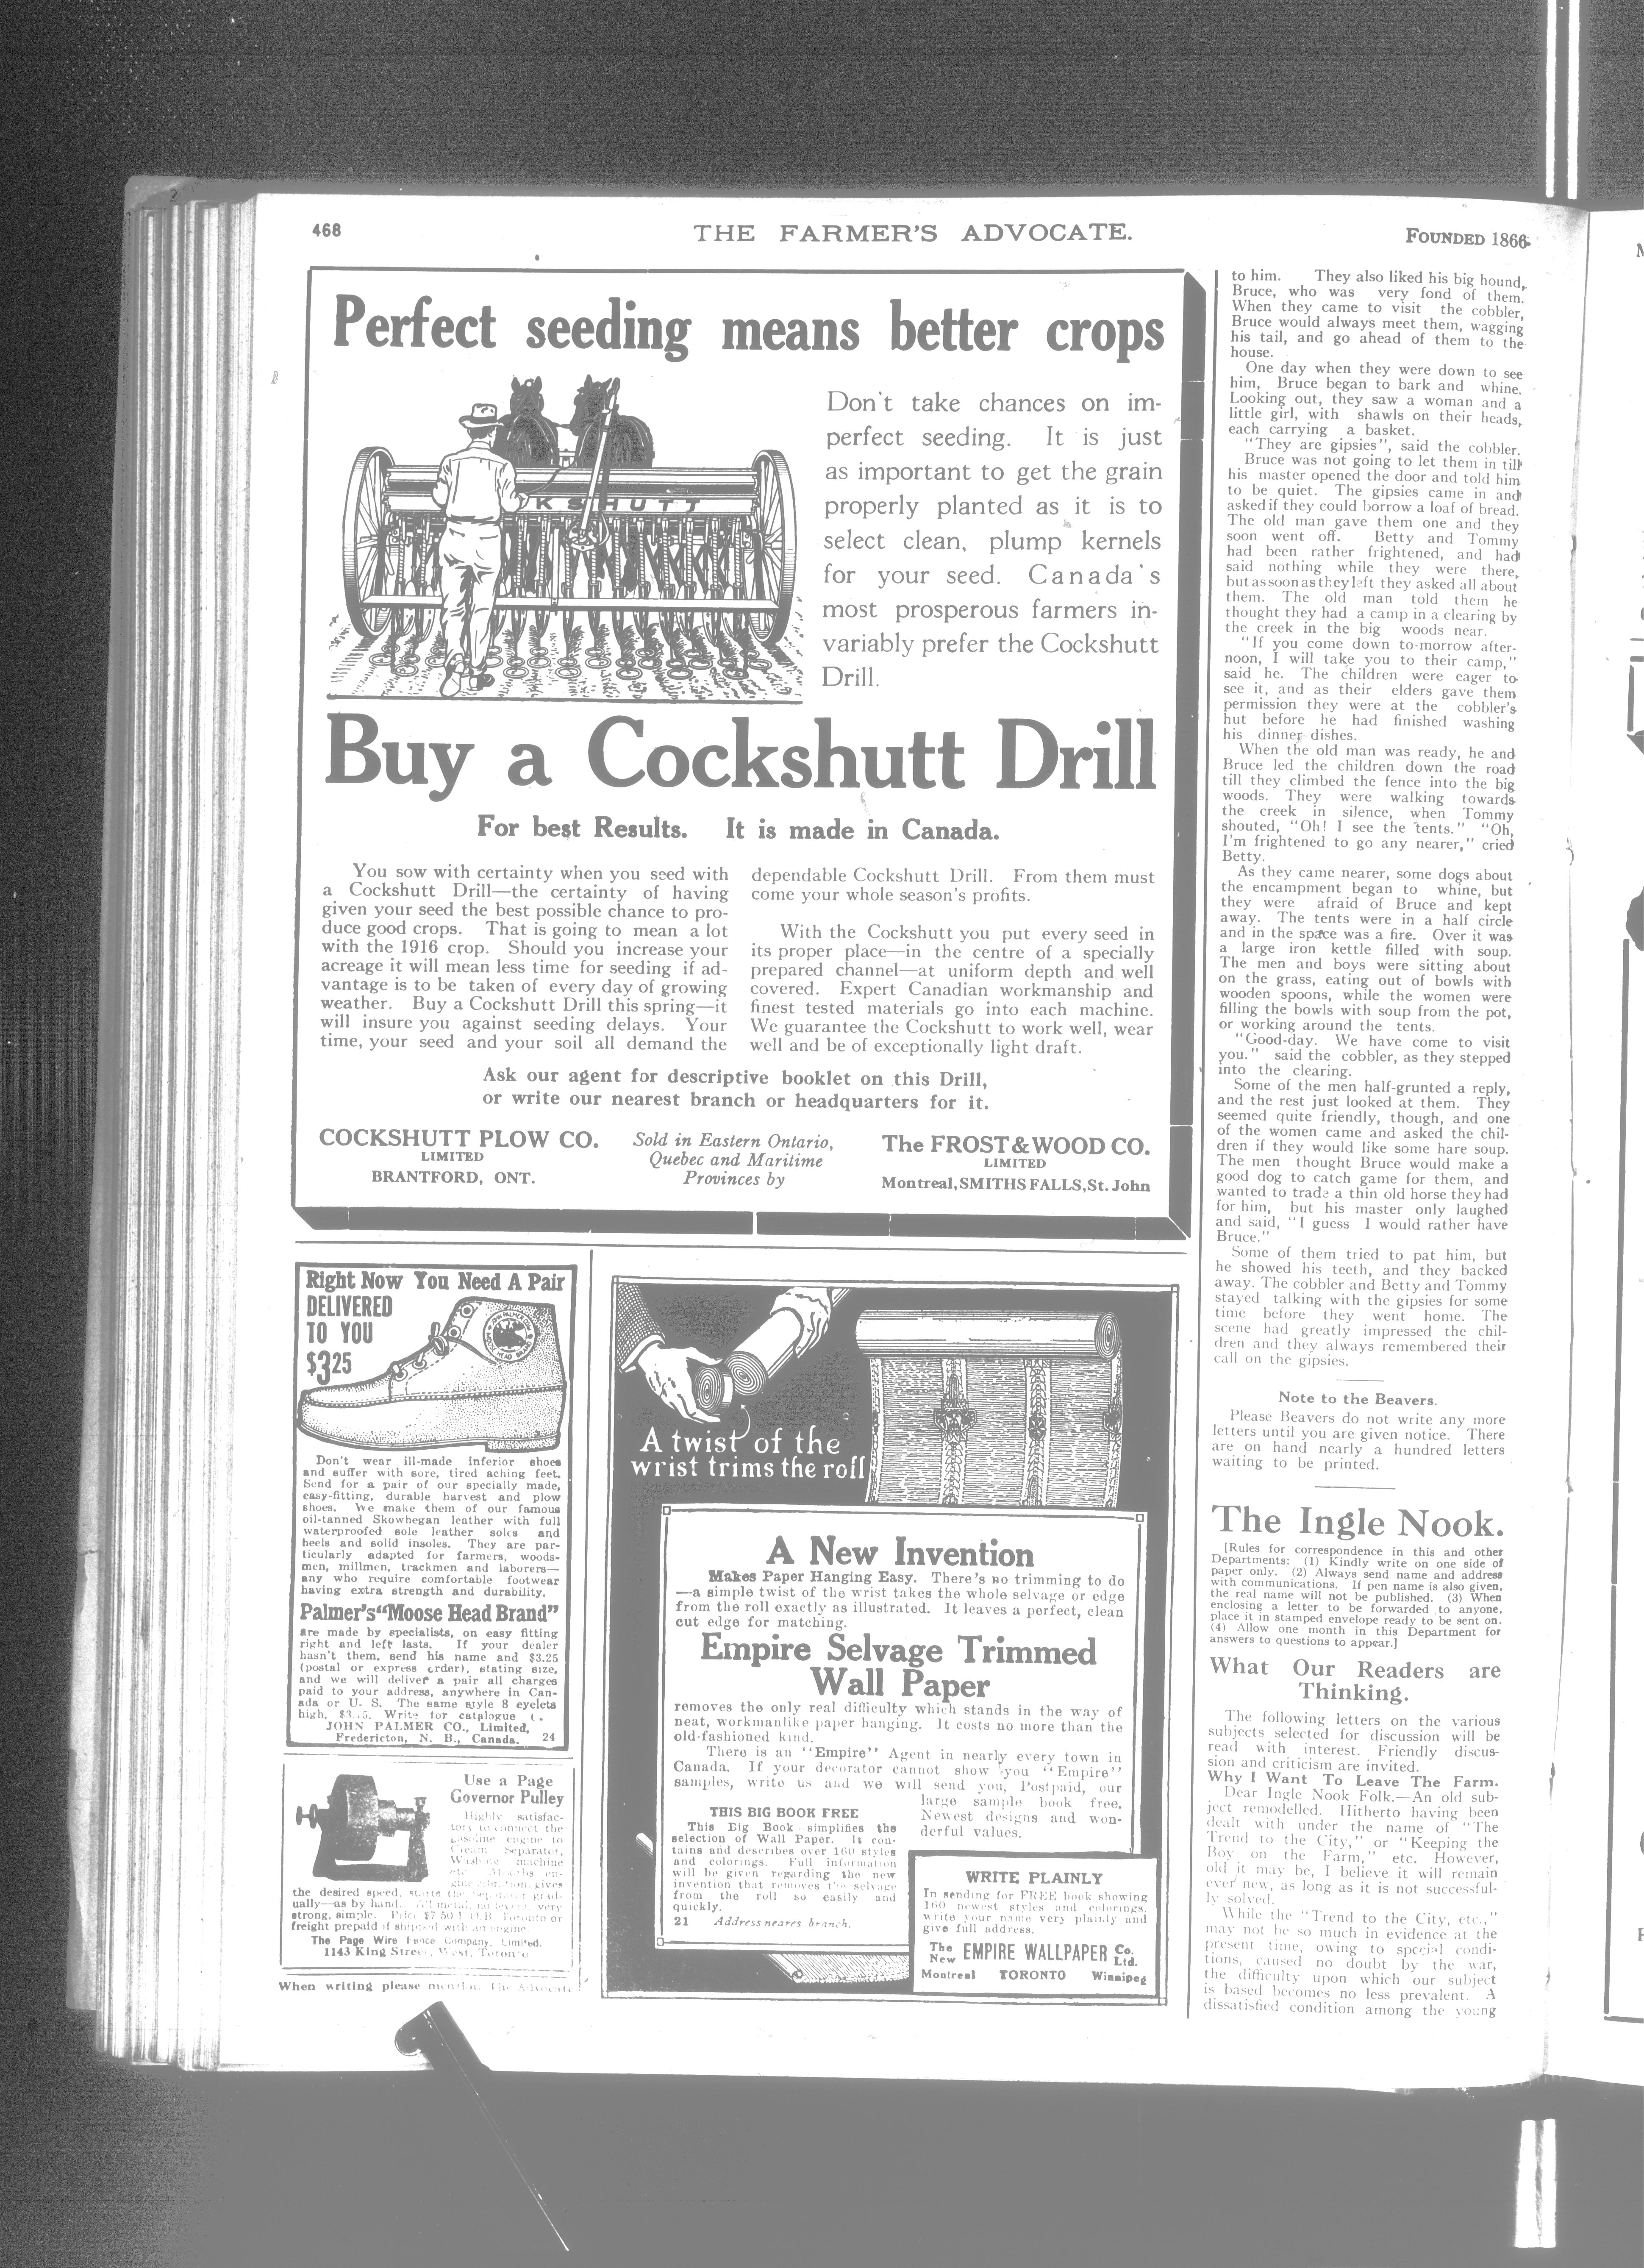 468
THE FARMER'S ADVOCATE.
FOUNDED 1866
Perfect seeding means better crops
KSHUTT
Don't take chances on im-
perfect seeding. It is just
as important to get the grain
properly planted as it is to
select clean, plump kernels
for your seed. Canada's
most prosperous farmers in-
variably prefer the Cockshutt
Drill.
Buy a Cockshutt Drill
For best Results. It is made in Canada.
You sow with certainty when you seed with
a Cockshutt Drill—the certainty of having
given your seed the best possible chance to pro-
duce good crops. That is going to mean a lot
with the 1916 crop. Should you increase your
acreage it will mean less time for seeding if ad-
vantage is to be taken of every day of growing
weather. Buy a Cockshutt Drill this spring—it
will insure you against seeding delays. Your
time, your seed and your soil all demand the
dependable Cockshutt Drill. From them must
come your whole season's profits.
With the Cockshutt you put every seed in
its proper place—in the centre of a specially
prepared channel—at uniform depth and well
covered. Expert Canadian workmanship and
finest tested materials go into each machine.
We guarantee the Cockshutt to work well, wear
well and be of exceptionally light draft.
Ask our agent for descriptive booklet on this Drill,
or write our nearest branch or headquarters for it.
COCKSHUTT PLOW CO.
LIMITED
BRANTFORD, ONT.
Sold in Eastern Ontario,
Quebec and Maritime
Provinces by
The FROST & WOOD CO.
LIMITED
Montreal, SMITHS FALLS, St. John
Right Now You Need A Pair
DELIVERED
TO YOU
$3.25
Don't wear ill-made inferior shoes
and suffer with sore, tired aching feet.
Send for a pair of our specially made,
easy-fitting, durable harvest and plow
shoes. We make them of our famous
oil-tanned Skowhegan leather with full
waterproofed sole leather soles and
heels and solid insoles. They are par-
ticularly adapted for farmers, woods-
men, millmen, trackmen and laborers—
any who require comfortable footwear
having extra strength and durability.
Palmer's "Moose Head Brand"
are made by specialists, on easy fitting
right and left lasts. If your dealer
hasn't them, send his name and $3.25
(postal or express order), stating size,
and we will deliver a pair all charges
paid to your address, anywhere in Can-
ada or U. S. The same style 8 eyelets
high, Write for catalogue
JOHN PALMER CO., Limited,
Fredericton, N. B., Canada. 24
Use a Page
Governor Pulley
Highly satisfac-
tory to connect the
gasoline engine to
Cream Separator,
Washing machine
etc. Absorbs en-
gine vibration, gives
the desired speed, starts the Separator grad-
ually—as by hand. All metal, no levers, very
strong, simple. Price $7.50 F.O.B. Toronto or
freight prepaid if shipped with an engine.
The Page Wire Fence Company, Limited.
1143 King Street, West, Toronto
When writing please mention The Advocate
A twist of the
wrist trims the roll
A New Invention
Makes Paper Hanging Easy. There's no trimming to do
—a simple twist of the wrist takes the whole selvage or edge
from the roll exactly as illustrated. It leaves a perfect, clean
cut edge for matching.
Empire Selvage Trimmed
Wall Paper
removes the only real difficulty which stands in the way of
neat, workmanlike paper hanging. It costs no more than the
old-fashioned kind.
There is an "Empire" Agent in nearly every town in
Canada. If your decorator cannot show you "Empire"
samples, write us and we will send you, Postpaid, our
large sample book free.
Newest designs and won-
derful values.
THIS BIG BOOK FREE
This Big Book simplifies the
selection of Wall Paper. It con-
tains and describes over 160 styles
and colorings. Full information
will be given regarding the new
invention that removes the selvage
from the roll so easily and
quickly.
21 Address neares branch.
WRITE PLAINLY
In sending for FREE book showing
160 newest styles and colorings,
write your name very plainly and
give full address.
The New EMPIRE WALLPAPER Co. Ltd.
Montreal TORONTO Winnipeg
to him. They also liked his big hound,
Bruce, who was very fond of them.
When they came to visit the cobbler,
Bruce would always meet them, wagging
his tail, and go ahead of them to the
house.
One day when they were down to see
him, Bruce began to bark and whine.
Looking out, they saw a woman and a
little girl, with shawls on their heads,
each carrying a basket.
"They are gipsies", said the cobbler.
Bruce was not going to let them in till
his master opened the door and told him
to be quiet. The gipsies came in and
asked if they could borrow a loaf of bread.
The old man gave them one and they
soon went off. Betty and Tommy
had been rather frightened, and had
said nothing while they were there,
but as soon as they left they asked all about
them. The old man told them he
thought they had a camp in a clearing by
the creek in the big woods near.
"If you come down to-morrow after-
noon, I will take you to their camp,"
said he. The children were eager to
see it, and as their elders gave them
permission they were at the cobbler's
hut before he had finished washing
his dinner dishes.
When the old man was ready, he and
Bruce led the children down the road
till they climbed the fence into the big
woods. They were walking towards
the creek in silence, when Tommy
shouted, "Oh! I see the tents." "Oh,
I'm frightened to go any nearer," cried
Betty.
As they came nearer, some dogs about
the encampment began to whine, but
they were afraid of Bruce and kept
away. The tents were in a half circle
and in the space was a fire. Over it was
a large iron kettle filled with soup.
The men and boys were sitting about
on the grass, eating out of bowls with
wooden spoons, while the women were
filling the bowls with soup from the pot,
or working around the tents.
"Good-day. We have come to visit
you." said the cobbler, as they stepped
into the clearing.
Some of the men half-grunted a reply,
and the rest just looked at them. They
seemed quite friendly, though, and one
of the women came and asked the chil-
dren if they would like some hare soup.
The men thought Bruce would make a
good dog to catch game for them, and
wanted to trade a thin old horse they had
for him, but his master only laughed
and said, "I guess I would rather have
Bruce."
Some of them tried to pat him, but
he showed his teeth, and they backed
away. The cobbler and Betty and Tommy
stayed talking with the gipsies for some
time before they went home. The
scene had greatly impressed the chil-
dren and they always remembered their
call on the gipsies.
Note to the Beavers.
Please Beavers do not write any more
letters until you are given notice. There
are on hand nearly a hundred letters
waiting to be printed.
The Ingle Nook.
[Rules for correspondence in this and other
Departments: (1) Kindly write on one side of
paper only. (2) Always send name and address
with communications. If pen name is also given,
the real name will not be published. (3) When
enclosing a letter to be forwarded to anyone,
place it in stamped envelope ready to be sent on.
(4) Allow one month in this Department for
answers to questions to appear.]
What Our Readers are
Thinking.
The following letters on the various
subjects selected for discussion will be
read with interest. Friendly discus-
sion and criticism are invited.
Why I Want To Leave The Farm.
Dear Ingle Nook Folk.—An old sub-
ject remodelled. Hitherto having been
dealt with under the name of "The
Trend to the City," or "Keeping the
Boy on the Farm," etc. However,
old it may be, I believe it will remain
ever new, as long as it is not successful-
ly solved.
While the "Trend to the City, etc.,"
may not be so much in evidence at the
present time, owing to special condi-
tions, caused no doubt by the war,
the difficulty upon which our subject
is based becomes no less prevalent. A
dissatisfied condition among the young